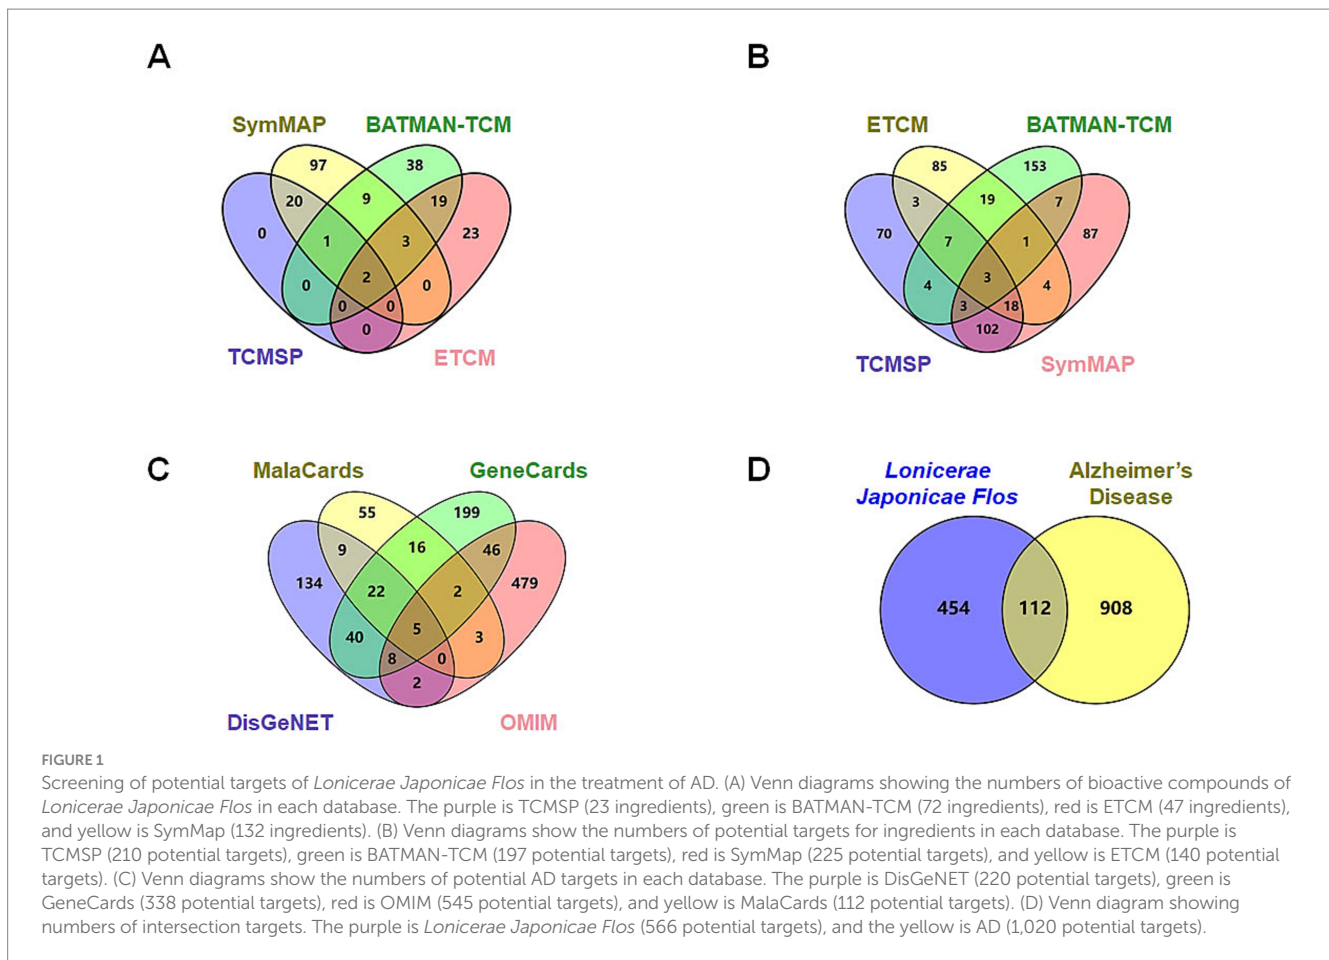 A
SymMAP BATMAN-TCM
97 38
20 9 19
0 1 3 23
2
0 0
0 0
0
TCMSP ETCM
B
ETCM BATMAN-TCM
85 153
3 19 7
70 7 1 87
3
4 4
3 18
102
TCMSP SymMAP
C
MalaCards GeneCards
55 199
9 16 46
134 22 2 479
5
40 3
8 0
2
DisGeNET OMIM
D
Lonicerae Alzheimer’s
Japonicae Flos Disease
454 112 908
FIGURE 1
Screening of potential targets of Lonicerae Japonicae Flos in the treatment of AD. (A) Venn diagrams showing the numbers of bioactive compounds of
Lonicerae Japonicae Flos in each database. The purple is TCMSP (23 ingredients), green is BATMAN-TCM (72 ingredients), red is ETCM (47 ingredients),
and yellow is SymMap (132 ingredients). (B) Venn diagrams show the numbers of potential targets for ingredients in each database. The purple is
TCMSP (210 potential targets), green is BATMAN-TCM (197 potential targets), red is SymMap (225 potential targets), and yellow is ETCM (140 potential
targets). (C) Venn diagrams show the numbers of potential AD targets in each database. The purple is DisGeNET (220 potential targets), green is
GeneCards (338 potential targets), red is OMIM (545 potential targets), and yellow is MalaCards (112 potential targets). (D) Venn diagram showing
numbers of intersection targets. The purple is Lonicerae Japonicae Flos (566 potential targets), and the yellow is AD (1,020 potential targets).